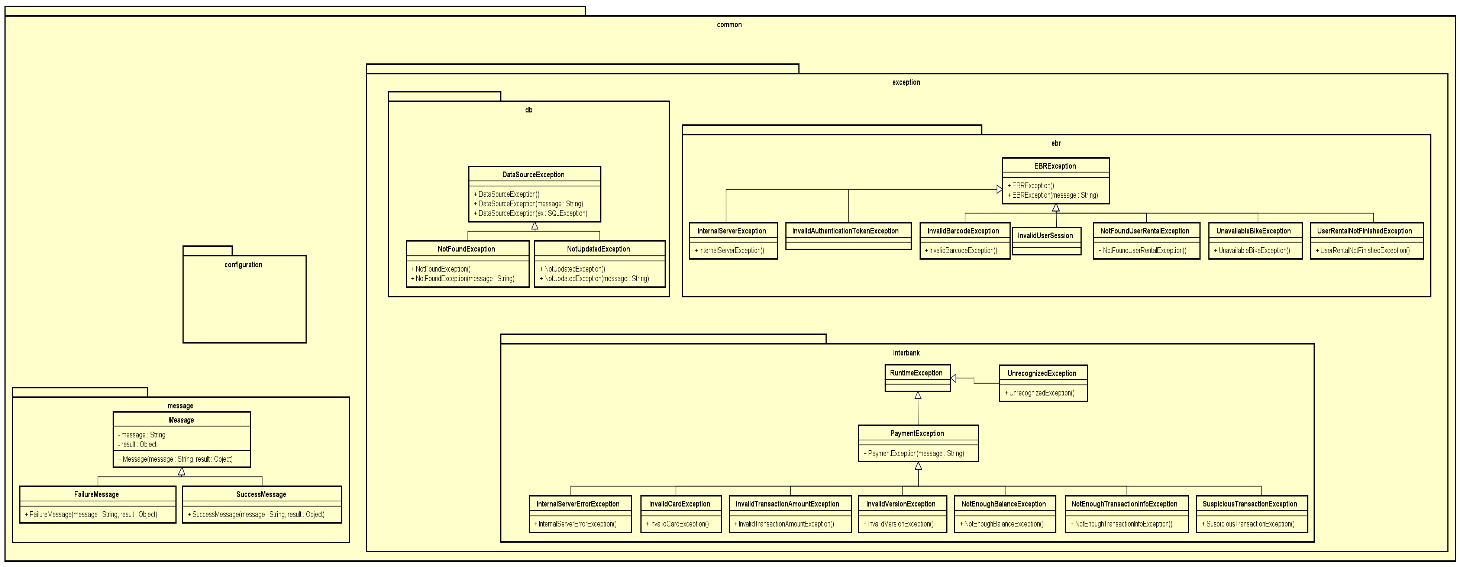 common
exception
db
DataSourceException
+ DataSourceException()
+ DataSourceException(message : String)
+ DataSourceException(ex : SQLException)
NotFoundException
+ NotFoundException()
+ NotFoundException(message : String)
NotUpdatedException
+ NotUpdatedException()
+ NotUpdatedException(message : String)
ebr
EBRException
+ EBRException()
+ EBRException(message : String)
InternalServerException
+ InternalServerException()
InvalidAuthenticationTokenException
InvalidBarcodeException
+ InvalidBarcodeException()
InvalidUserSession
NotFoundUserRentalException
+ NotFoundUserRentalException()
UnavailableBikeException
+ UnavailableBikeException()
UserRentalNotFinishedException
+ UserRentalNotFinishedException()
configuration
interbank
RuntimeException
UnrecognizedException
+ UnrecognizedException()
PaymentException
+ PaymentException(message : String)
InternalServerErrorException
+ InternalServerErrorException()
InvalidCardException
+ InvalidCardException()
InvalidTransactionAmountException
+ InvalidTransactionAmountException()
InvalidVersionException
+ InvalidVersionException()
NotEnoughBalanceException
+ NotEnoughBalanceException()
NotEnoughTransactionInfoException
+ NotEnoughTransactionInfoException()
SuspiciousTransactionException
+ SuspiciousTransactionException()
message
Message
- message : String
- result : Object
+ Message(message : String, result : Object)
FailureMessage
+ FailureMessage(message : String, result : Object)
SuccessMessage
+ SuccessMessage(message : String, result : Object)